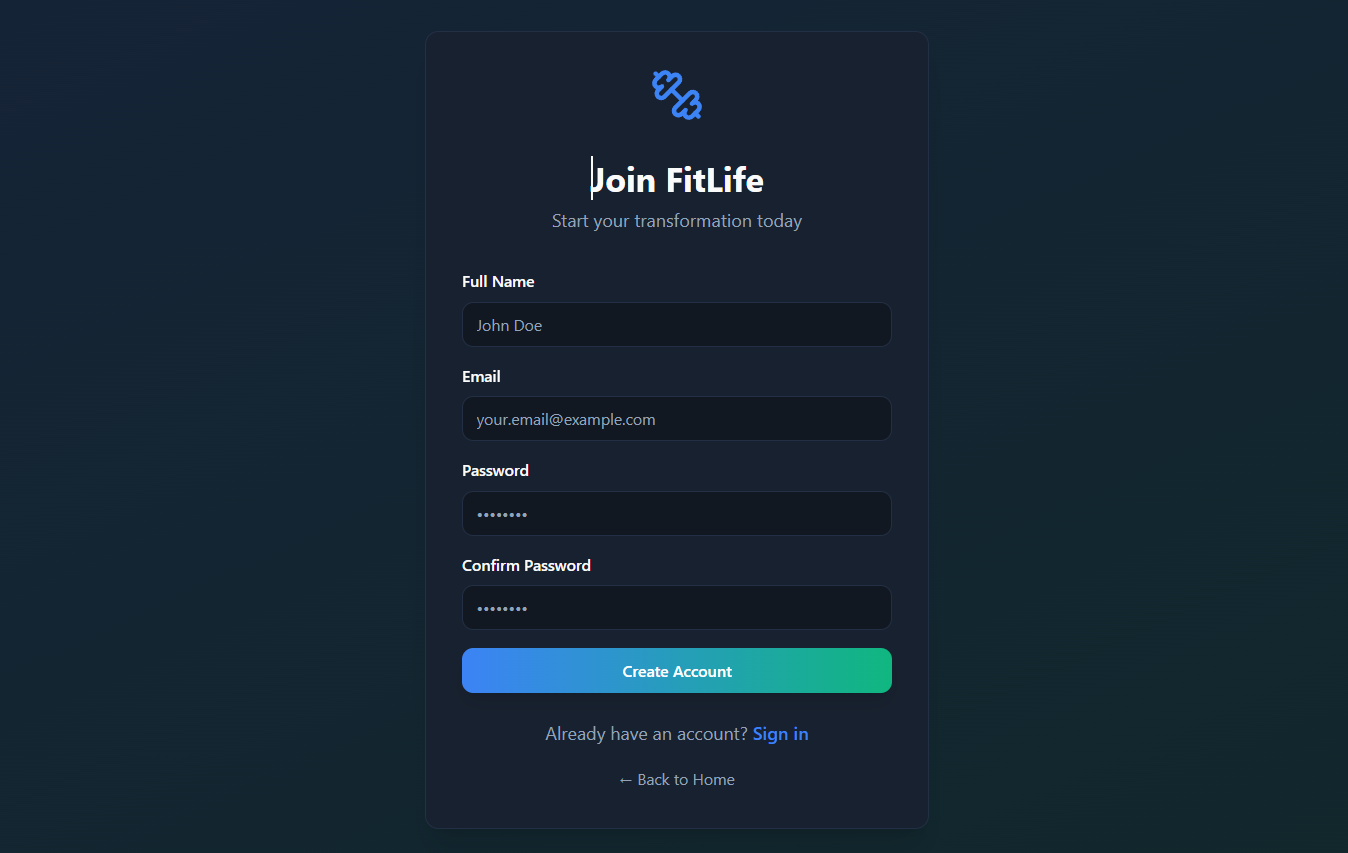 Join FitLife
Start your transformation today
Full Name
John Doe
Email
your.email@example.com
Password
••••••••
Confirm Password
••••••••
Create Account
Already have an account? Sign in
← Back to Home